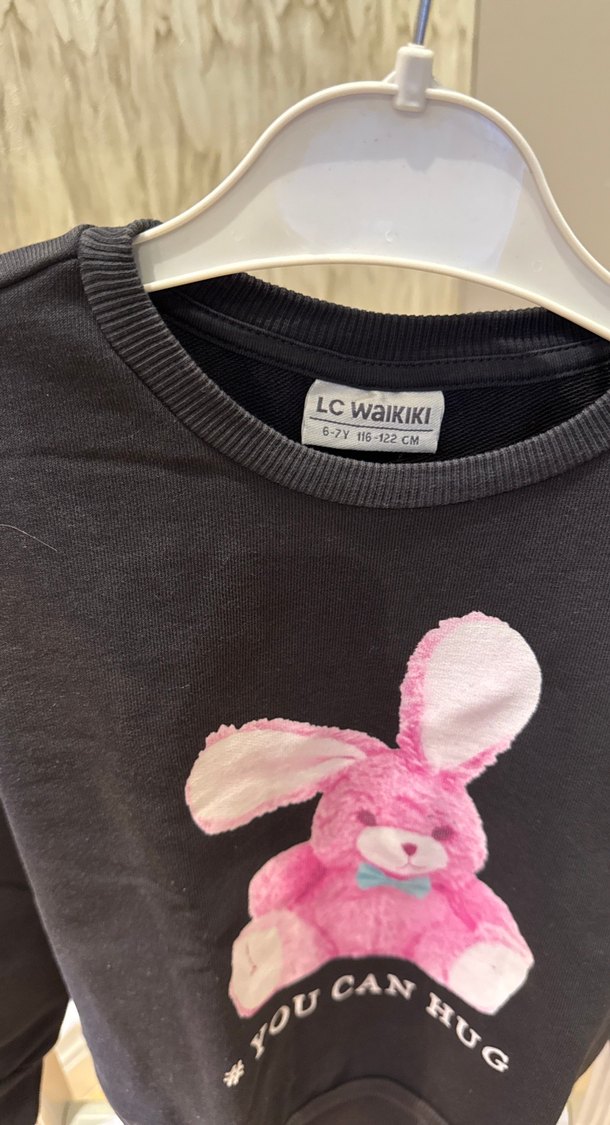 LC WAIKIKI
6-7Y 116-122 CM
# YOU CAN HUG